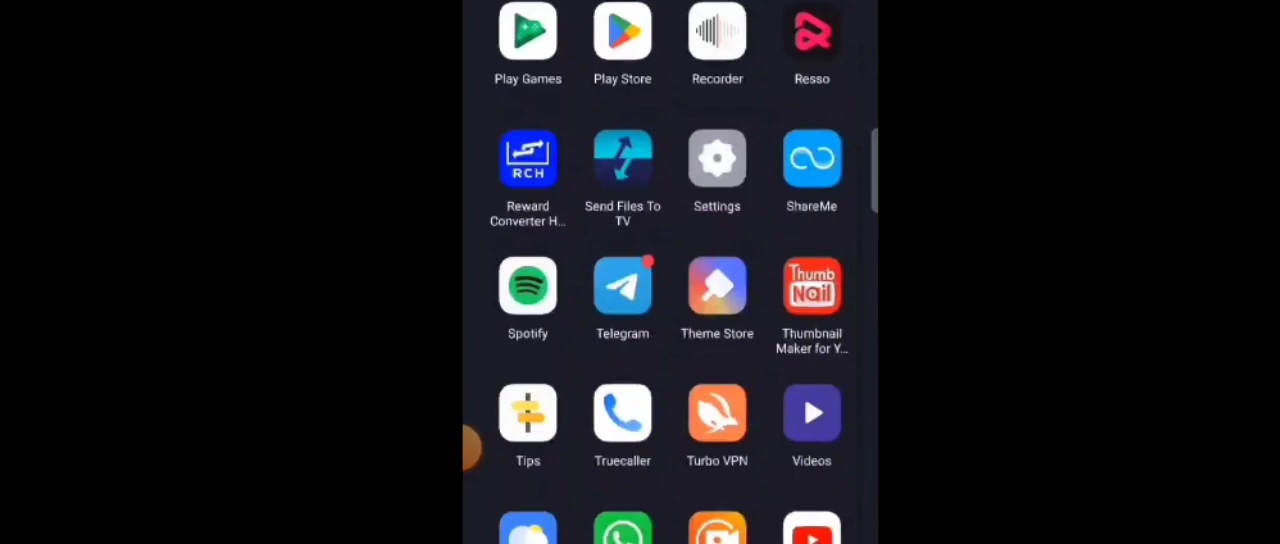 Play Games
Play Store
Recorder
Resso
RCH
Reward
Converter H...
Send Files To
TV
Settings
ShareMe
Spotify
Telegram
Theme Store
Thumb
Nail
Thumbnail
Maker for Y...
Tips
Truecaller
Turbo VPN
Videos